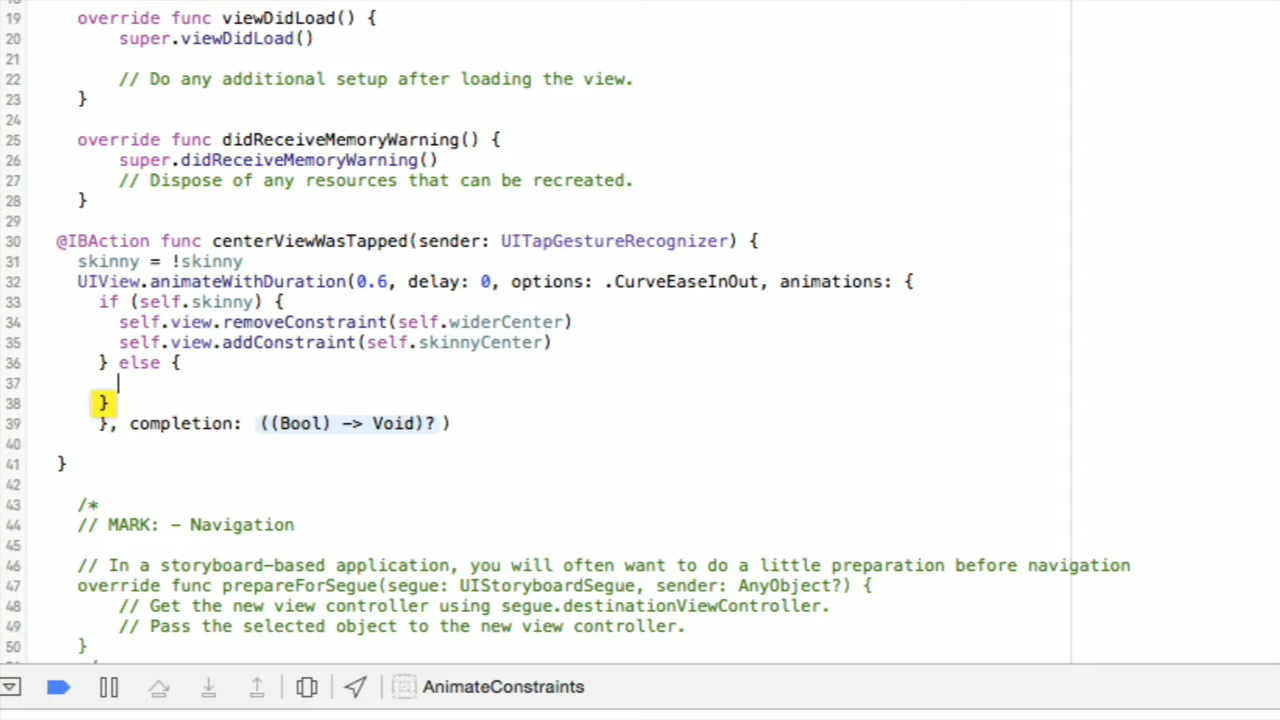 19 override func viewDidLoad() {
20 super.viewDidLoad()
21
22 // Do any additional setup after loading the view.
23 }
24
25 override func didReceiveMemoryWarning() {
26 super.didReceiveMemoryWarning()
27 // Dispose of any resources that can be recreated.
28 }
29
30 @IBAction func centerViewWasTapped(sender: UITapGestureRecognizer) {
31 skinny = !skinny
32 UIView.animateWithDuration(0.6, delay: 0, options: .CurveEaseInOut, animations: {
33 if (self.skinny) {
34 self.view.removeConstraint(self.widerCenter)
35 self.view.addConstraint(self.skinnyCenter)
36 } else {
37
38 }
39 }, completion: ((Bool) -> Void)?)
40
41 }
42
43 /*
44 // MARK: - Navigation
45
46 // In a storyboard-based application, you will often want to do a little preparation before navigation
47 override func prepareForSegue(segue: UIStoryboardSegue, sender: AnyObject?) {
48 // Get the new view controller using segue.destinationViewController.
49 // Pass the selected object to the new view controller.
50 }
AnimateConstraints